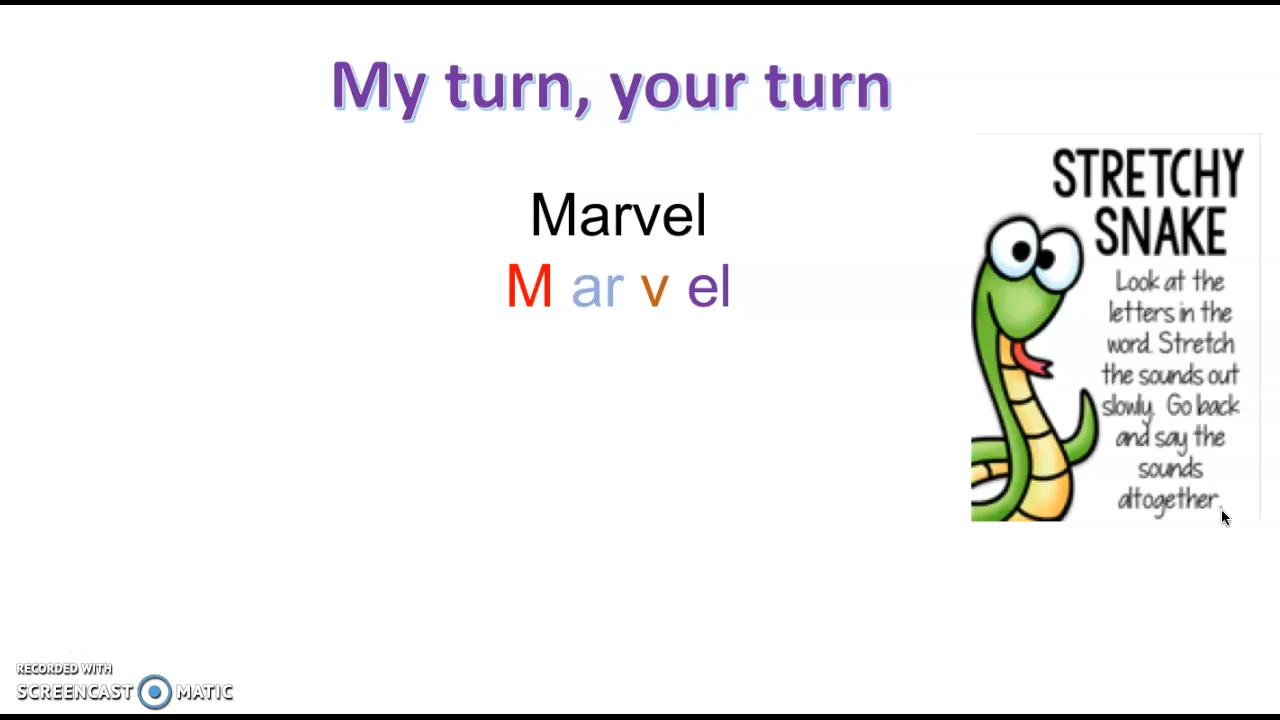 My turn, your turn
Marvel
M ar v el
STRETCHY
SNAKE
Look at the
letters in the
word. Stretch
the sounds out
slowly. Go back
and say the
sounds
altogether.
RECORDED WITH
SCREENCAST MATIC